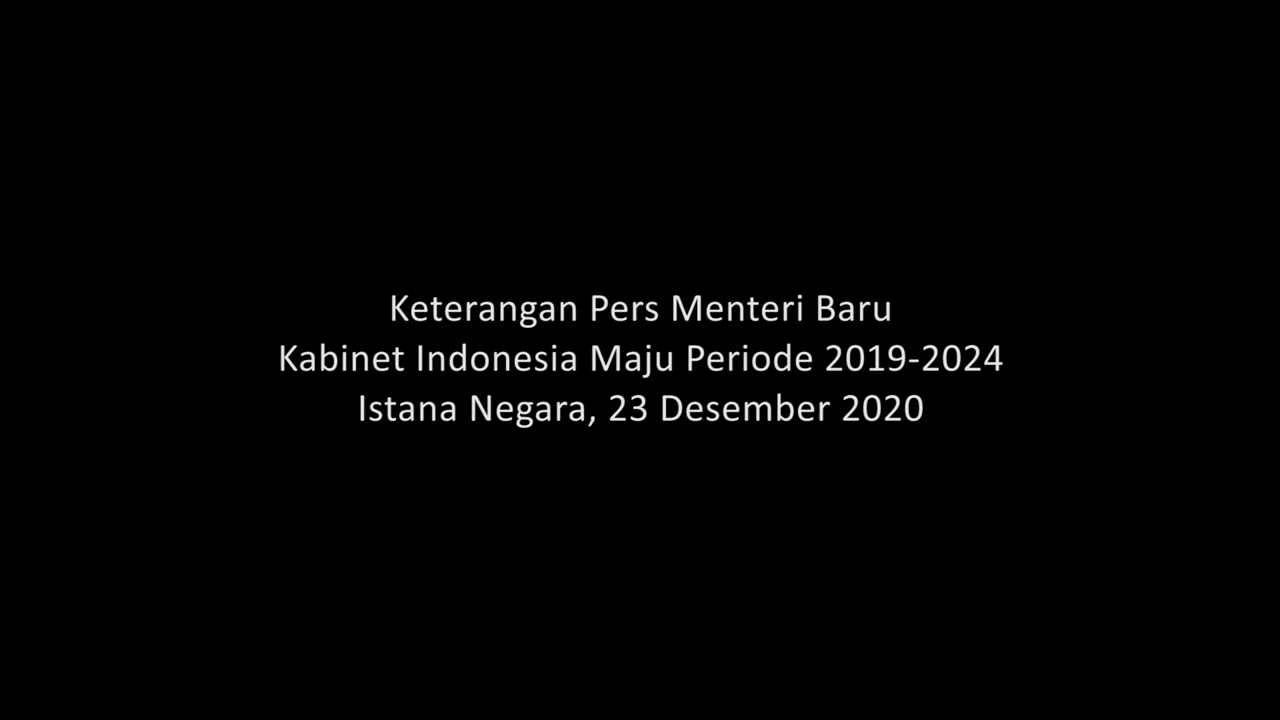 Keterangan Pers Menteri Baru
Kabinet Indonesia Maju Periode 2019-2024
Istana Negara, 23 Desember 2020